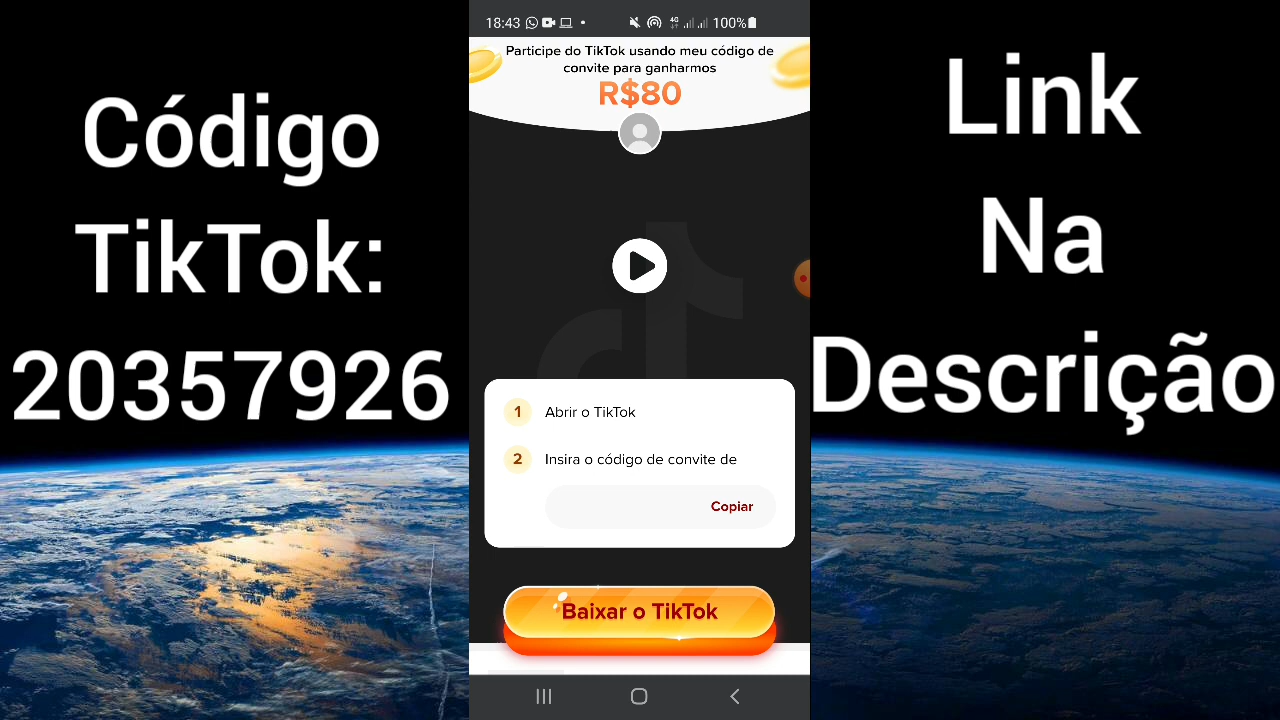 Código
TikTok:
20357926
18:43
4G
100%
Participe do TikTok usando meu código de
convite para ganharmos
R$80
1 Abrir o TikTok
2 Insira o código de convite de
Copiar
Baixar o TikTok
Link
Na
Descrição